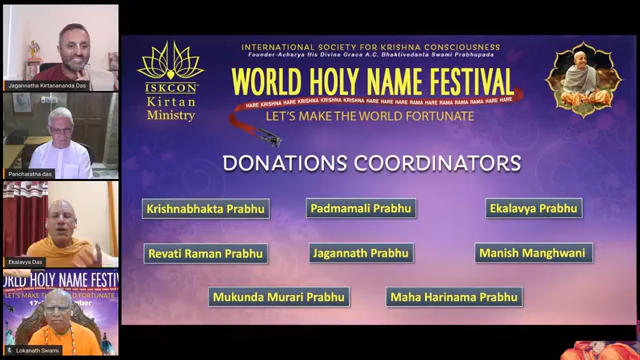 Jagannatha Kirtanananda Das
Pancharatna das
Ekalavya Das
WORLD HOLY NAME FESTIV
LET'S MAKE THE WORLD FORTUNATE
Lokanath Swami
INTERNATIONAL SOCIETY FOR KRISHNA CONSCIOUSNESS
Founder-Acharya His Divine Grace A.C. Bhaktivedanta Swami Prabhupada
ISKCON
Kirtan
Ministry
WORLD HOLY NAME FESTIVAL
HARE KRISHNA HARE KRISHNA KRISHNA KRISHNA HARE HARE HARE RAMA HARE RAMA RAMA RAMA HARE HARE
LET'S MAKE THE WORLD FORTUNATE
DONATIONS COORDINATORS
Krishnabhakta Prabhu
Padmamali Prabhu
Ekalavya Prabhu
Revati Raman Prabhu
Jagannath Prabhu
Manish Manghwani
Mukunda Murari Prabhu
Maha Harinama Prabhu